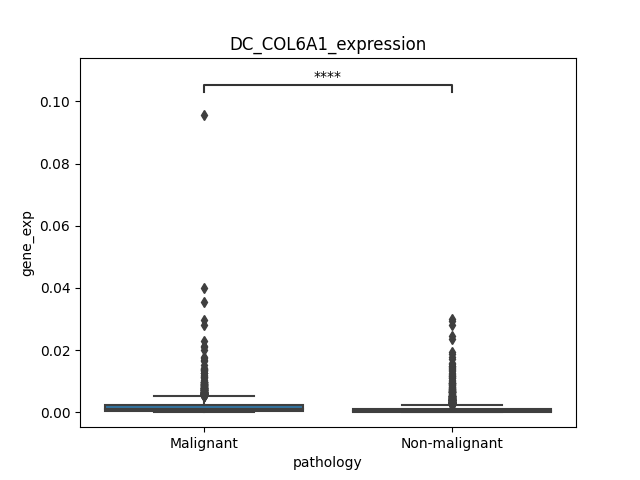 DC_COL6A1_expression
****
0.10
0.08
0.06
0.04
0.02
0.00
gene_exp
Malignant
Non-malignant
pathology